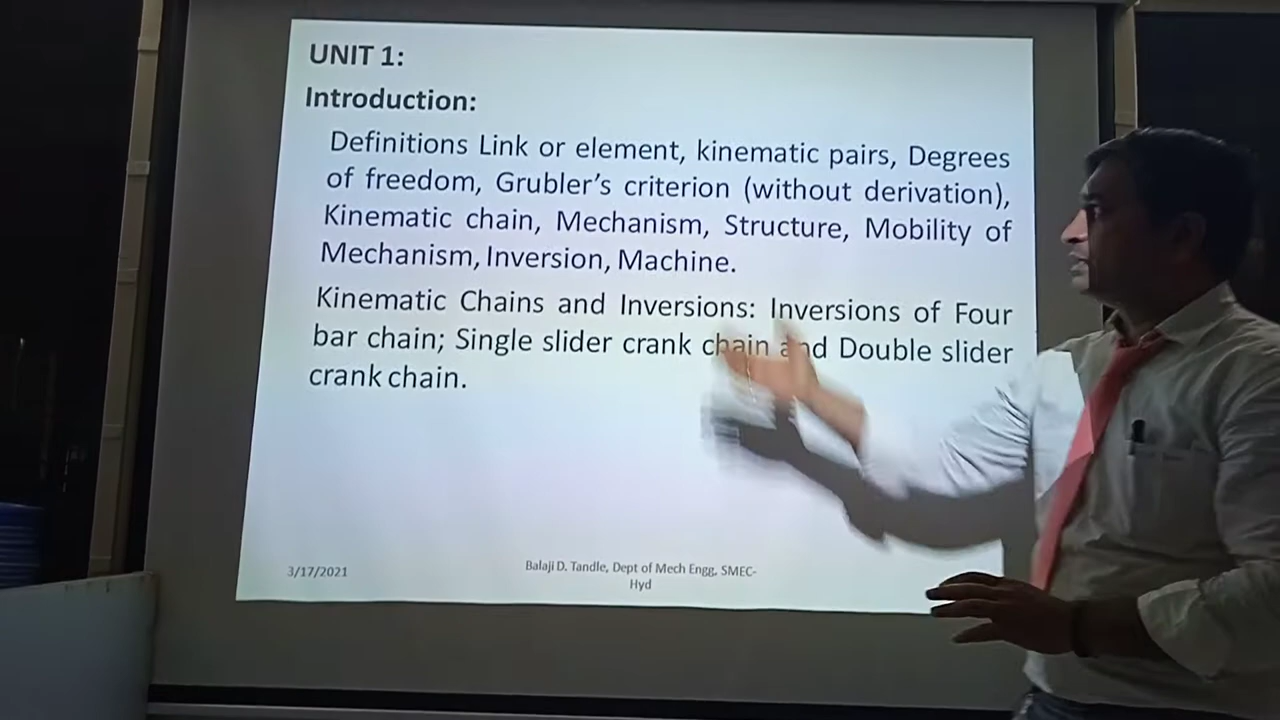 UNIT 1:
Introduction:
Definitions Link or element, kinematic pairs, Degrees
of freedom, Grubler’s criterion (without derivation),
Kinematic chain, Mechanism, Structure, Mobility of
Mechanism, Inversion, Machine.
Kinematic Chains and Inversions: Inversions of Four
bar chain; Single slider crank chain and Double slider
crank chain.
3/17/2021
Balaji D. Tandle, Dept of Mech Engg, SMEC-
Hyd